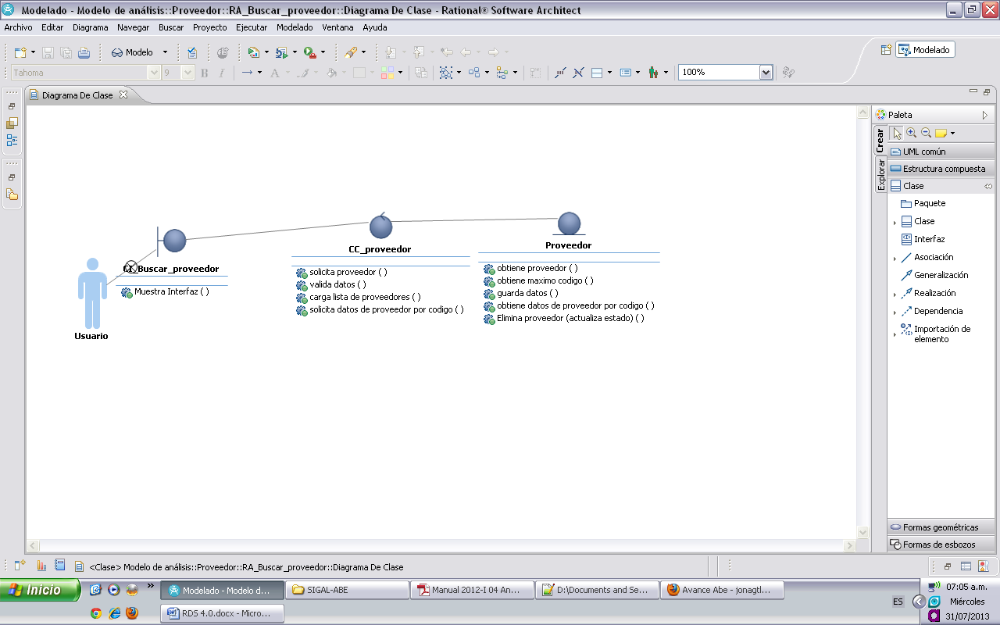 Modelado - Modelo de análisis::Proveedor::RA_Buscar_proveedor::Diagrama De Clase - Rational® Software Architect
Archivo Editar Diagrama Navegar Buscar Proyecto Ejecutar Modelado Ventana Ayuda
Modelo
Modelado
Tahoma 9 B I A 100%
Diagrama De Clase
Paleta
Crear
Explorar
UML común
Estructura compuesta
Clase
Paquete
Clase
Interfaz
Asociación
Generalización
Realización
Dependencia
Importación de
elemento
Formas geométricas
Formas de esbozos
Usuario
CI_Buscar_proveedor
Muestra Interfaz ( )
CC_proveedor
solicita proveedor ( )
valida datos ( )
carga lista de proveedores ( )
solicita datos de proveedor por codigo ( )
Proveedor
obtiene proveedor ( )
obtiene maximo codigo ( )
guarda datos ( )
obtiene datos de proveedor por codigo ( )
Elimina proveedor (actualiza estado) ( )
<Clase> Modelo de análisis::Proveedor::RA_Buscar_proveedor::Diagrama De Clase
Inicio
»
Modelado - Modelo d...
SIGAL-ABE
Manual 2012-I 04 An...
D:\Documents and Se...
Avance Abe - jonagtl...
RDS 4.0.docx - Micro...
ES
07:05 a.m.
Miércoles
31/07/2013